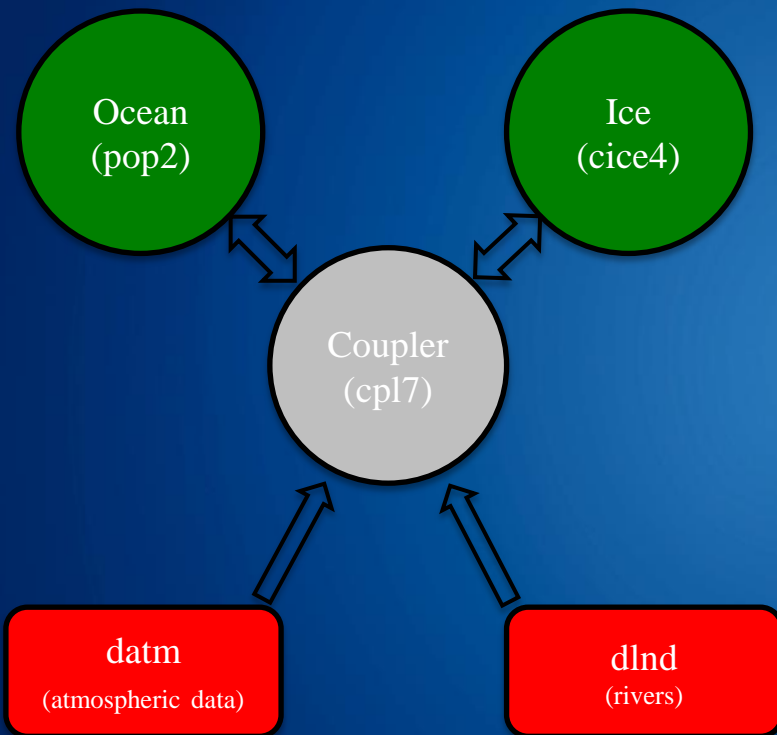 Ocean
(pop2)
Ice
(cice4)
Coupler
(cpl7)
datm
(atmospheric data)
dlnd
(rivers)